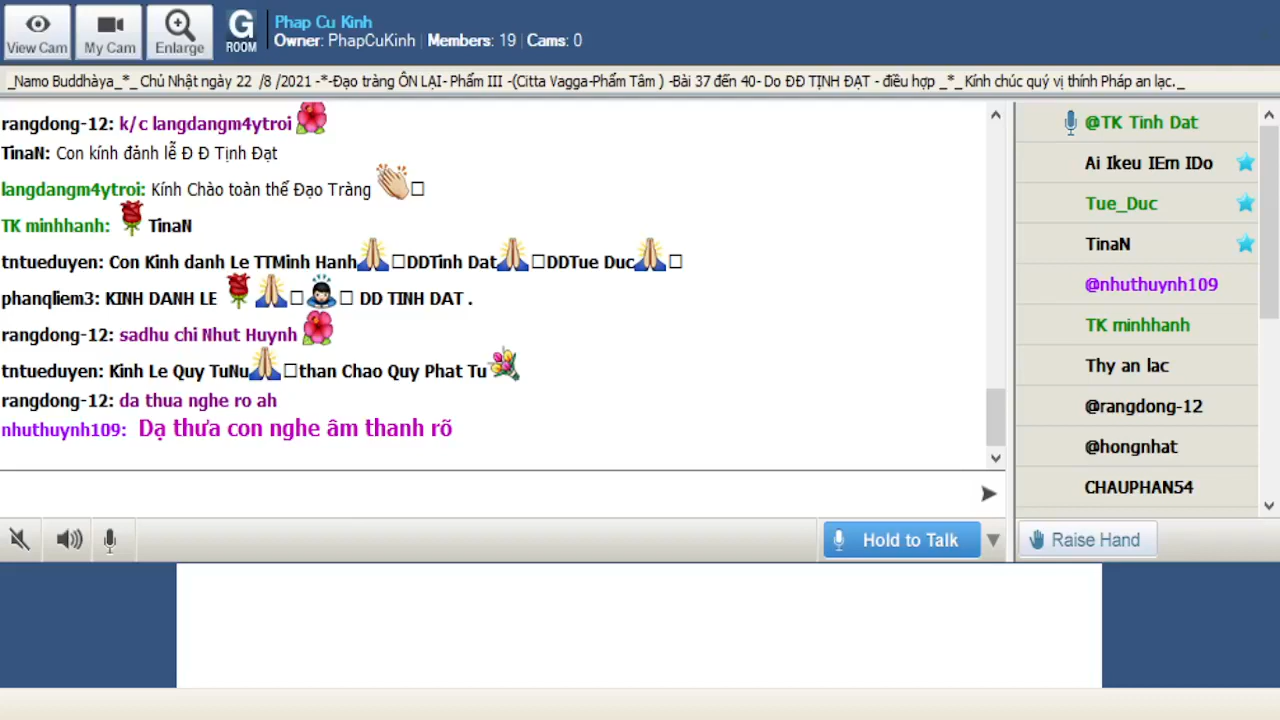 View Cam
My Cam
Enlarge
G
ROOM
Phap Cu Kinh
Owner: PhapCuKinh | Members: 19 | Cams: 0
_Namo Buddhàya_*_ Chủ Nhật ngày 22 /8 /2021 -*-Đạo tràng ÔN LẠI- Phẩm III -(Citta Vagga-Phẩm Tâm ) -Bài 37 đến 40- Do ĐĐ TỊNH ĐẠT - điều hợp _*_ Kính chúc quý vị thính Pháp an lạc._
rangdong-12: k/c langdangm4ytroi
TinaN: Con kính đảnh lễ Đ Đ Tịnh Đạt
langdangm4ytroi: Kính Chào toàn thể Đạo Tràng
TK minhhanh: TinaN
tntueduyen: Con Kinh danh Le TTMinh Hanh DDTinh Dat DDTue Duc
phanqliem3: KINH DANH LE DD TINH DAT .
rangdong-12: sadhu chi Nhut Huynh
tntueduyen: Kinh Le Quy TuNu than Chao Quy Phat Tu
rangdong-12: da thua nghe ro ah
nhuthuynh109: Dạ thưa con nghe âm thanh rõ
@TK Tinh Dat
Ai Ikeu IEm IDo
Tue_Duc
TinaN
@nhuthuynh109
TK minhhanh
Thy an lac
@rangdong-12
@hongnhat
CHAUPHAN54
Hold to Talk
Raise Hand